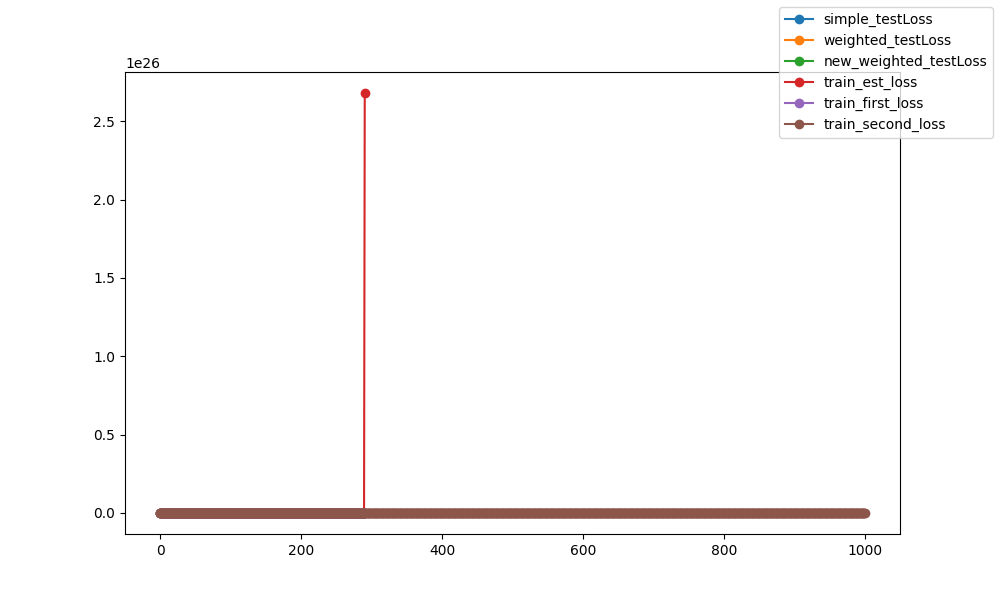 simple_testLoss
weighted_testLoss
new_weighted_testLoss
train_est_loss
train_first_loss
train_second_loss
1e26
2.5
2.0
1.5
1.0
0.5
0.0
0 200 400 600 800 1000